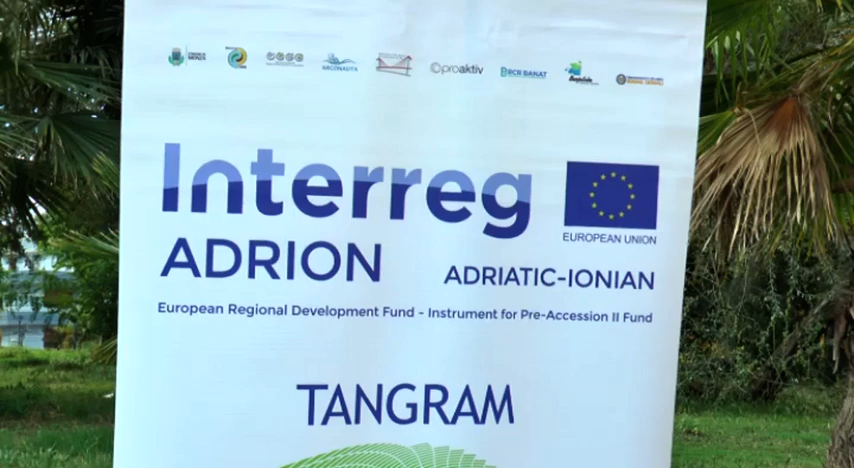 proaktiv
RCR BANAT
Interreg
EUROPEAN UNION
ADRION
ADRIATIC-IONIAN
European Regional Development Fund - Instrument for Pre-Accession II Fund
TANGRAM